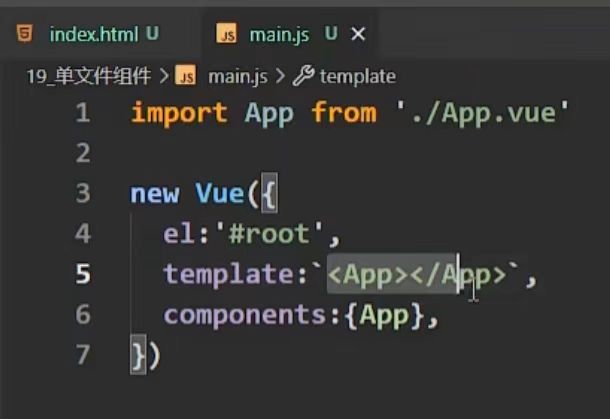 index.html U JS main.js U ×
19_单文件组件 > JS main.js > template
1 import App from './App.vue'
2
3 new Vue({
4 el:'#root',
5 template:`<App></App>`,
6 components:{App},
7 })